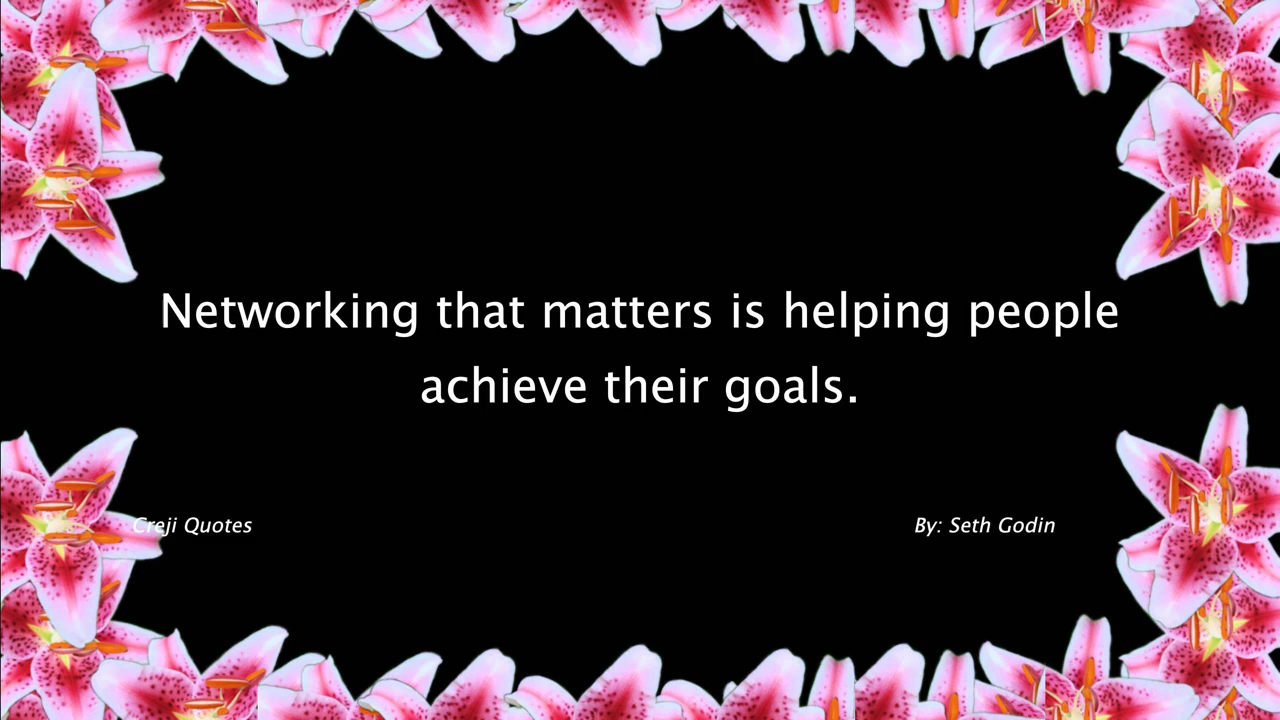 Networking that matters is helping people
achieve their goals.
Creji Quotes
By: Seth Godin